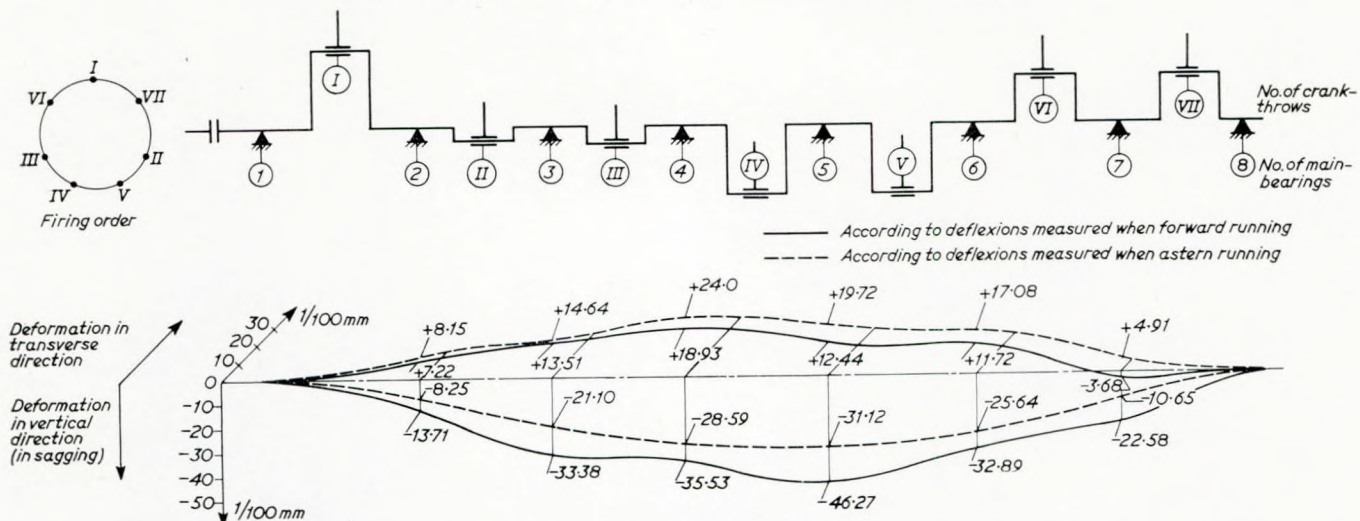 I
VI
VII
III
II
IV
V
Firing order
I
II
III
IV
V
VI
VII
1
2
3
4
5
6
7
8
No. of crank-
throws
No. of main-
bearings
According to deflexions measured when forward running
According to deflexions measured when astern running
Deformation in
transverse
direction
Deformation
in vertical
direction
(in sagging)
1/100 mm
30
20
10
0
-10
-20
-30
-40
-50
1/100 mm
+8·15
+14·64
+24·0
+19·72
+17·08
+4·91
+7·22
+13·51
+18·93
+12·44
+11·72
-3·68
-8·25
-21·10
-28·59
-31·12
-25·64
-10·65
-13·71
-33·38
-35·53
-46·27
-32·89
-22·58